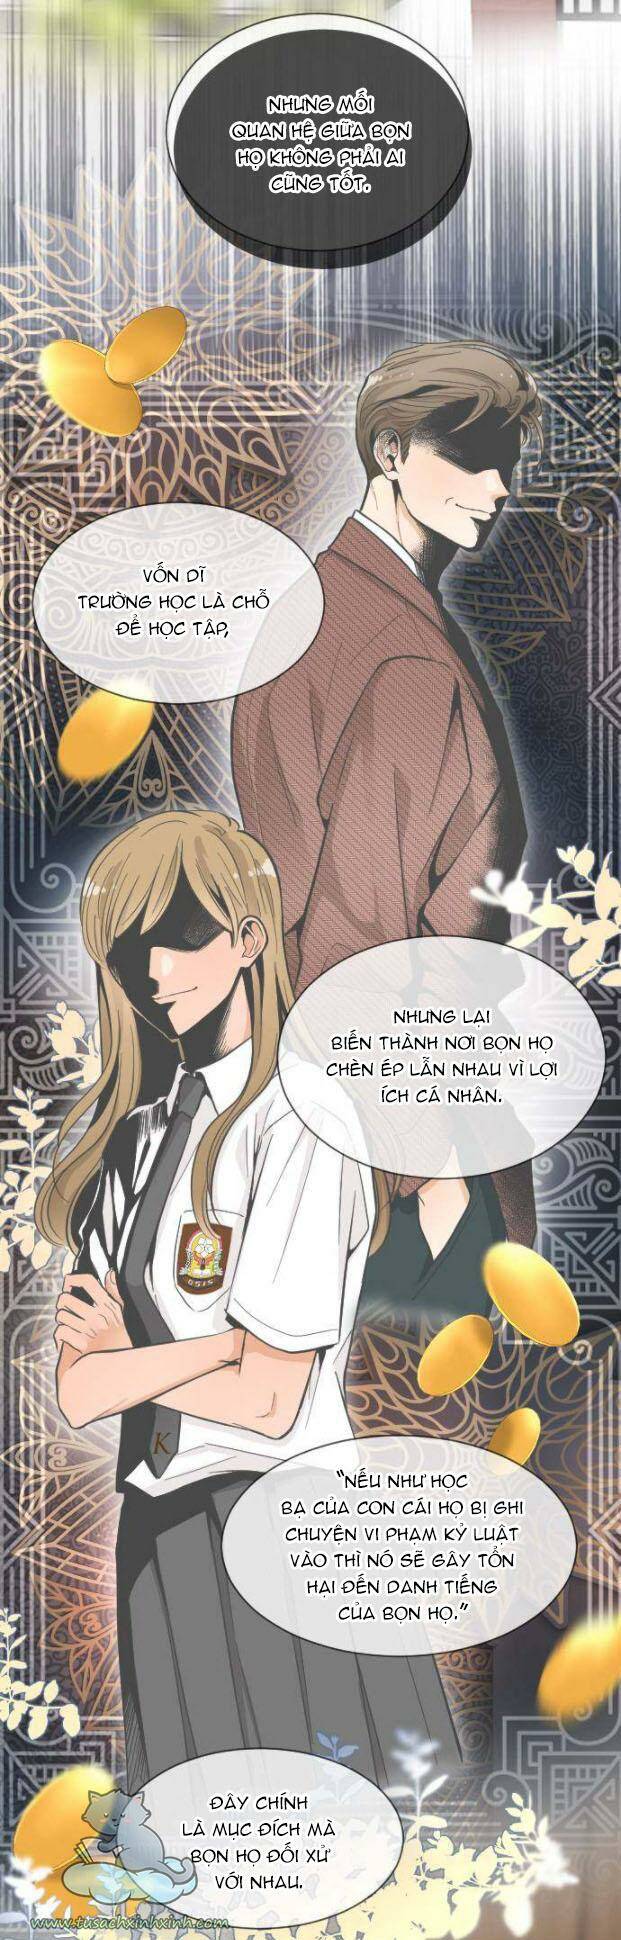 NHƯNG MỐI
QUAN HỆ GIỮA BỌN
HỌ KHÔNG PHẢI AI
CŨNG TỐT.
VỐN DĨ
TRƯỜNG HỌC LÀ CHỖ
ĐỂ HỌC TẬP,
NHƯNG LẠI
BIẾN THÀNH NƠI BỌN HỌ
CHÈN ÉP LẪN NHAU VÌ LỢI
ÍCH CÁ NHÂN.
OSIS
K
"NẾU NHƯ HỌC
BẠ CỦA CON CÁI HỌ BỊ GHI
CHUYỆN VI PHẠM KỶ LUẬT
VÀO THÌ NÓ SẼ GÂY TỔN
HẠI ĐẾN DANH TIẾNG
CỦA BỌN HỌ."
ĐÂY CHÍNH
LÀ MỤC ĐÍCH MÀ
BỌN HỌ ĐỐI XỬ
VỚI NHAU.
www.tusachxinhxinh.com